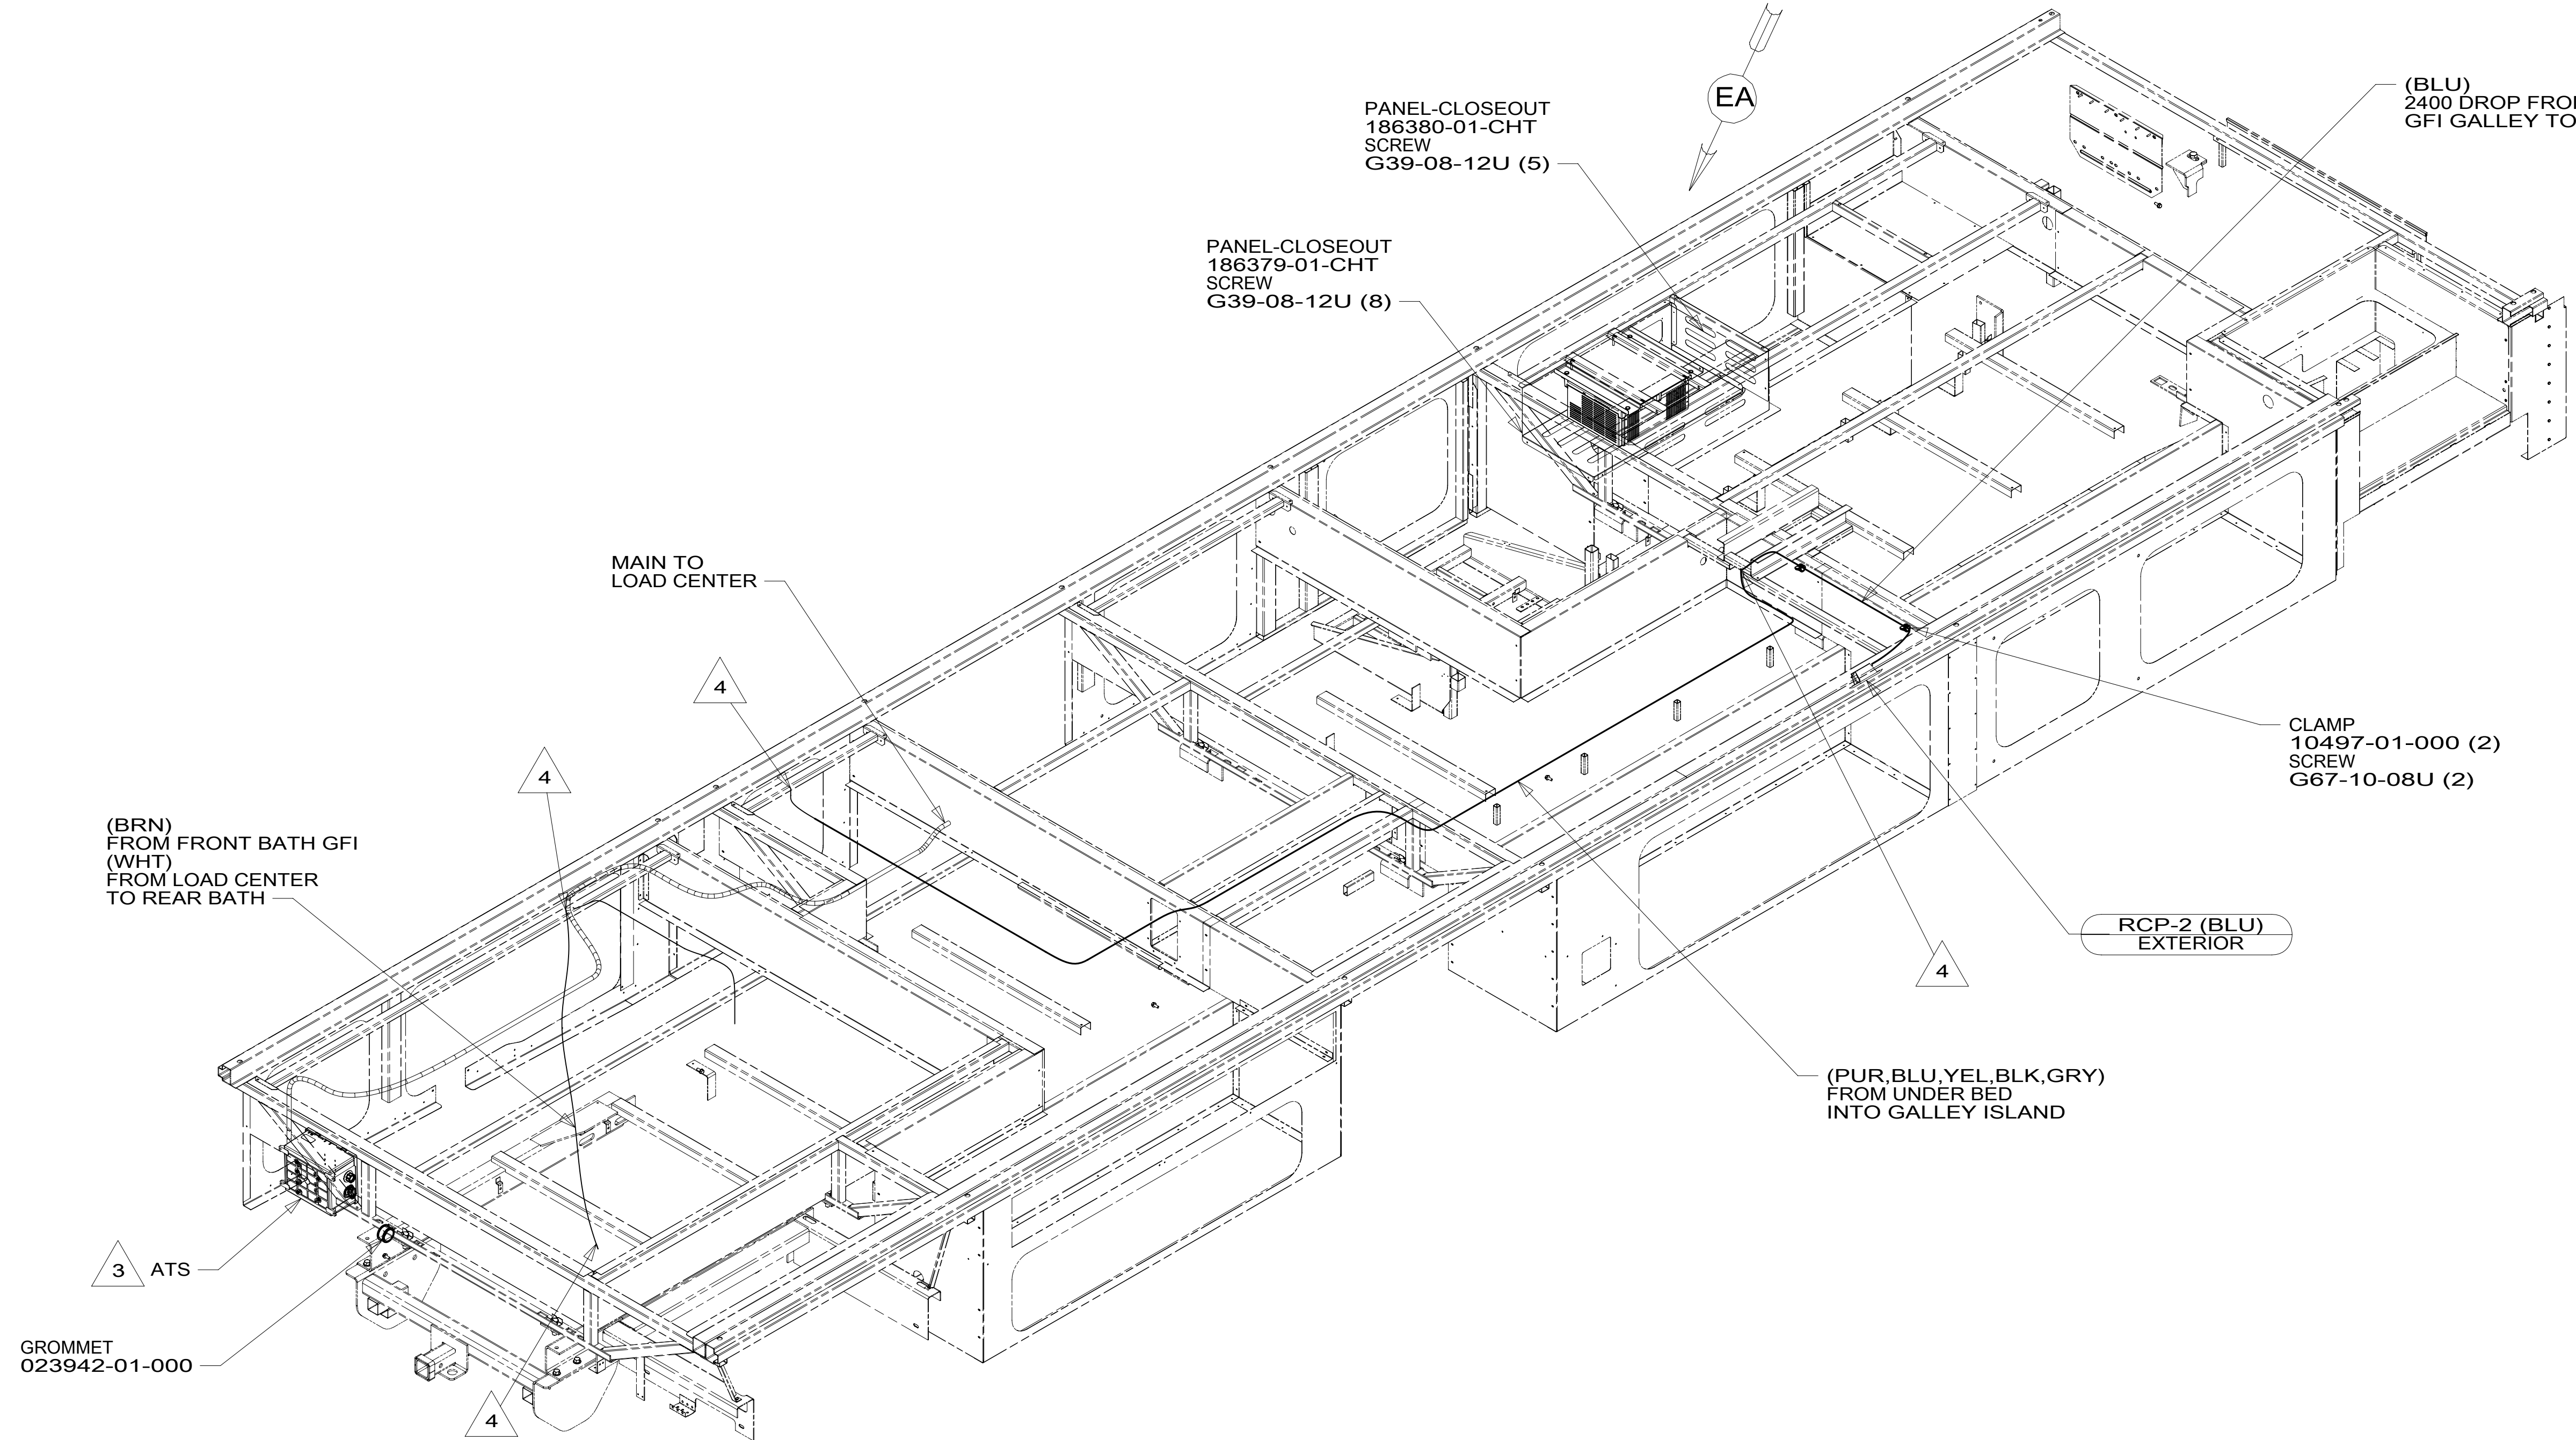 EA
(BLU)
2400 DROP
GFI GALLEY TO
PANEL-CLOSEOUT
186380-01-CHT
SCREW
G39-08-12U (5)
PANEL-CLOSEOUT
186379-01-CHT
SCREW
G39-08-12U (8)
MAIN TO
LOAD CENTER
4
4
CLAMP
10497-01-000 (2)
SCREW
G67-10-08U (2)
(BRN)
FROM FRONT BATH GFI
(WHT)
FROM LOAD CENTER
TO REAR BATH
RCP-2 (BLU)
EXTERIOR
4
(PUR,BLU,YEL,BLK,GRY)
FROM UNDER BED
INTO GALLEY ISLAND
3 ATS
GROMMET
023942-01-000
4